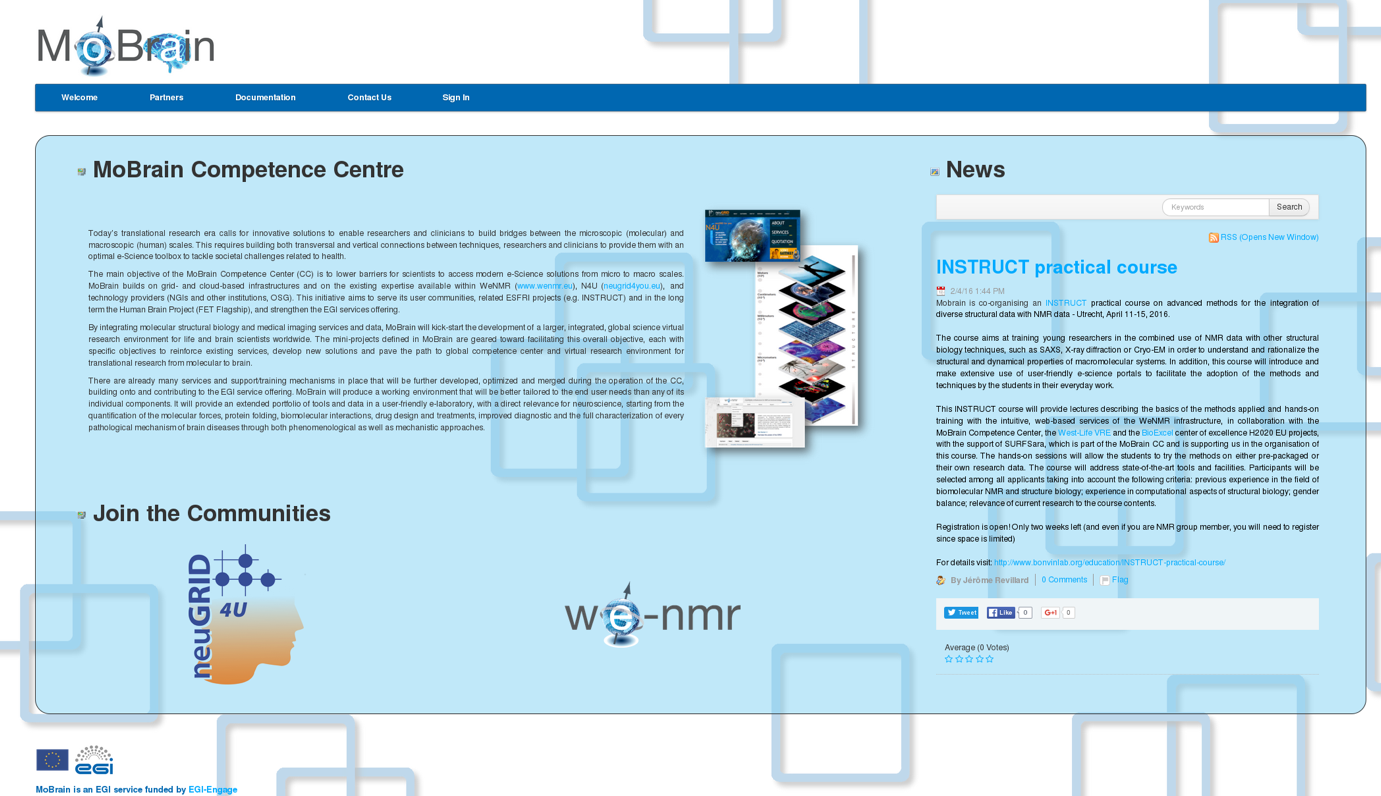 MoBrain
Welcome Partners Documentation Contact Us Sign In
MoBrain Competence Centre
Today's translational research era calls for innovative solutions to enable researchers and clinicians to build bridges between the microscopic (molecular) and
macroscopic (human) scales. This requires building both transversal and vertical connections between techniques, researchers and clinicians to provide them with an
optimal e-Science toolbox to tackle societal challenges related to health.
The main objective of the MoBrain Competence Center (CC) is to lower barriers for scientists to access modern e-Science solutions from micro to macro scales.
MoBrain builds on grid- and cloud-based infrastructures and on the existing expertise available within WeNMR (www.wenmr.eu), N4U (neugrid4you.eu), and
technology providers (NGIs and other institutions, OSG). This initiative aims to serve its user communities, related ESFRI projects (e.g. INSTRUCT) and in the long
term the Human Brain Project (FET Flagship), and strengthen the EGI services offering.
By integrating molecular structural biology and medical imaging services and data, MoBrain will kick-start the development of a larger, integrated, global science virtual
research environment for life and brain scientists worldwide. The mini-projects defined in MoBrain are geared toward facilitating this overall objective, each with
specific objectives to reinforce existing services, develop new solutions and pave the path to global competence center and virtual research environment for
translational research from molecular to brain.
There are already many services and support/training mechanisms in place that will be further developed, optimized and merged during the operation of the CC,
building onto and contributing to the EGI service offering. MoBrain will produce a working environment that will be better tailored to the end user needs than any of its
individual components. It will provide an extended portfolio of tools and data in a user-friendly e-laboratory, with a direct relevance for neuroscience, starting from the
quantification of the molecular forces, protein folding, biomolecular interactions, drug design and treatments, improved diagnostic and the full characterization of every
pathological mechanism of brain diseases through both phenomenological as well as mechanistic approaches.
N4U
ABOUT
SERVICES
QUOTATION
Join the Communities
neuGRID
4U
we-nmr
News
Keywords Search
RSS (Opens New Window)
INSTRUCT practical course
2/4/16 1:44 PM
Mobrain is co-organising an INSTRUCT practical course on advanced methods for the integration of
diverse structural data with NMR data - Utrecht, April 11-15, 2016.
The course aims at training young researchers in the combined use of NMR data with other structural
biology techniques, such as SAXS, X-ray diffraction or Cryo-EM in order to understand and rationalize the
structural and dynamical properties of macromolecular systems. In addition, this course will introduce and
make extensive use of user-friendly e-science portals to facilitate the adoption of the methods and
techniques by the students in their everyday work.
This INSTRUCT course will provide lectures describing the basics of the methods applied and hands-on
training with the intuitive, web-based services of the WeNMR infrastructure, in collaboration with the
MoBrain Competence Center, the West-Life VRE and the BioExcel center of excellence H2020 EU projects,
with the support of SURFSara, which is part of the MoBrain CC and is supporting us in the organisation of
this course. The hands-on sessions will allow the students to try the methods on either pre-packaged or
their own research data. The course will address state-of-the-art tools and facilities. Participants will be
selected among all applicants taking into account the following criteria: previous experience in the field of
biomolecular NMR and structure biology; experience in computational aspects of structural biology; gender
balance; relevance of current research to the course contents.
Registration is open! Only two weeks left (and even if you are NMR group member, you will need to register
since space is limited)
For details visit: http://www.bonvinlab.org/education/INSTRUCT-practical-course/
By Jérôme Revillard 0 Comments Flag
Tweet Like 0 G+1 0
Average (0 Votes)
egi
MoBrain is an EGI service funded by EGI-Engage